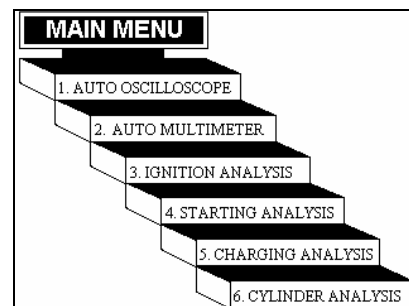 MAIN MENU
1. AUTO OSCILLOSCOPE
2. AUTO MULTIMETER
3. IGNITION ANALYSIS
4. STARTING ANALYSIS
5. CHARGING ANALYSIS
6. CYLINDER ANALYSIS